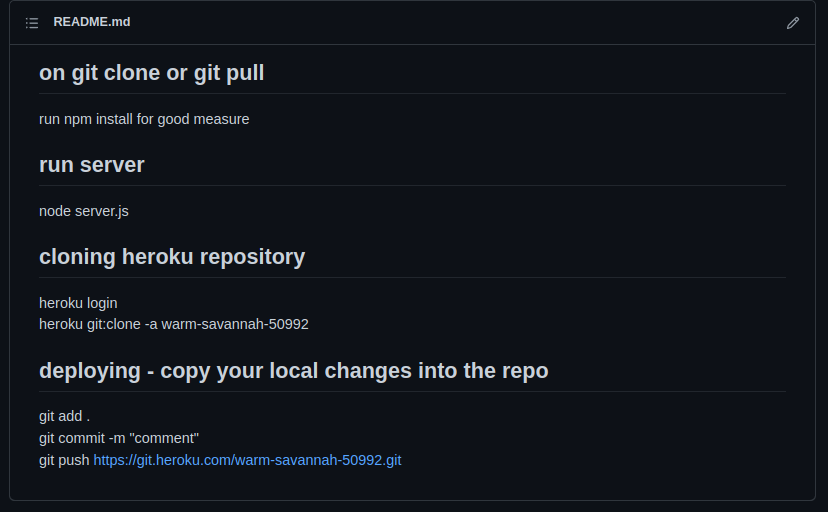 README.md
on git clone or git pull
run npm install for good measure
run server
node server.js
cloning heroku repository
heroku login
heroku git:clone -a warm-savannah-50992
deploying - copy your local changes into the repo
git add .
git commit -m "comment"
git push https://git.heroku.com/warm-savannah-50992.git